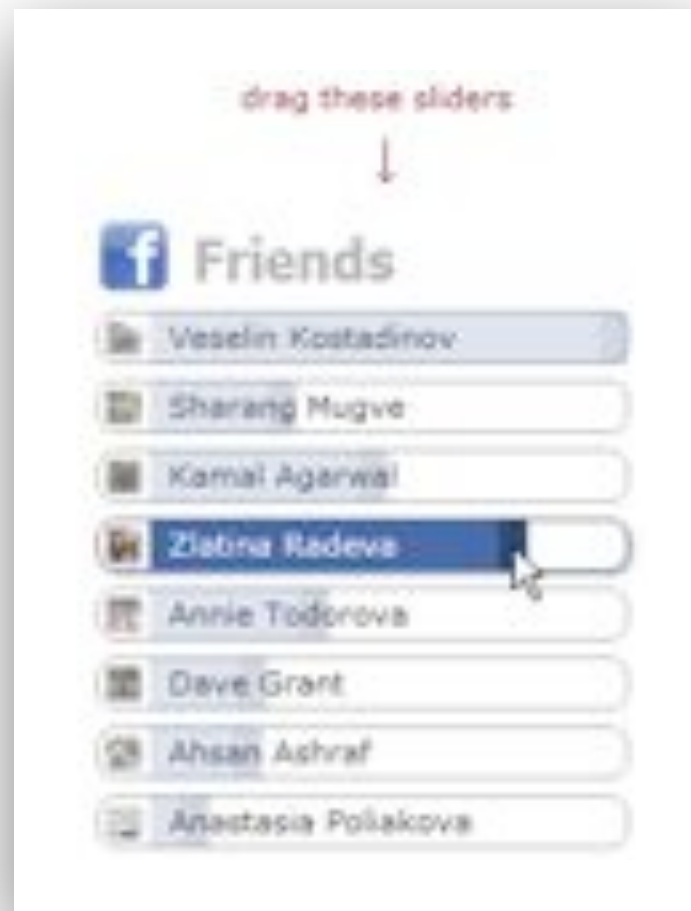 drag these sliders
Friends
Veselin Kostadinov
Sharang Mugve
Kamal Agarwal
Zlatina Radeva
Annie Todorova
Dave Grant
Ahsan Ashraf
Anastasia Poliakova